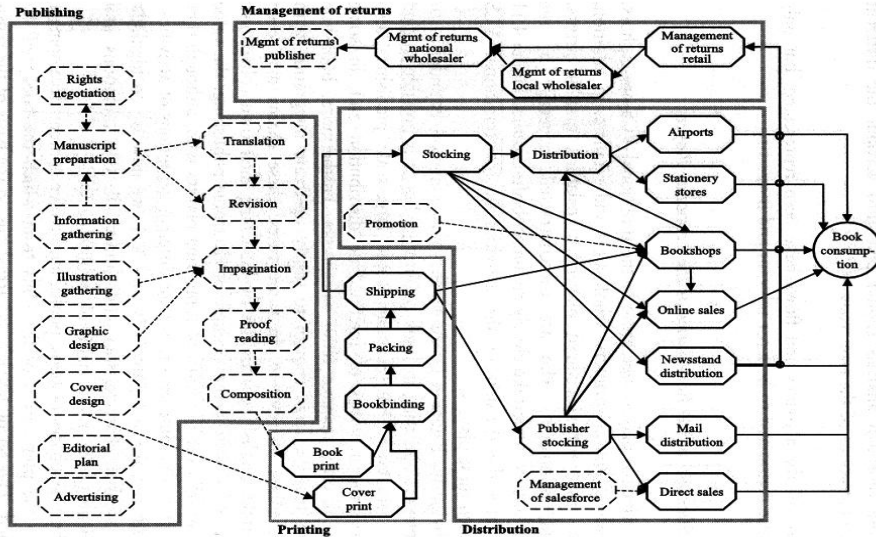 Publishing
Management of returns
Mgmt of returns
publisher
Mgmt of returns
national
wholesaler
Management
of returns
retail
Mgmt of returns
local wholesaler
Rights
negotiation
Manuscript
preparation
Information
gathering
Illustration
gathering
Graphic
design
Cover
design
Editorial
plan
Advertising
Translation
Revision
Impagination
Proof
reading
Composition
Shipping
Packing
Bookbinding
Book
print
Cover
print
Printing
Stocking
Distribution
Airports
Stationery
stores
Promotion
Bookshops
Online sales
Newsstand
distribution
Publisher
stocking
Mail
distribution
Management
of salesforce
Direct sales
Distribution
Book
consump-
tion